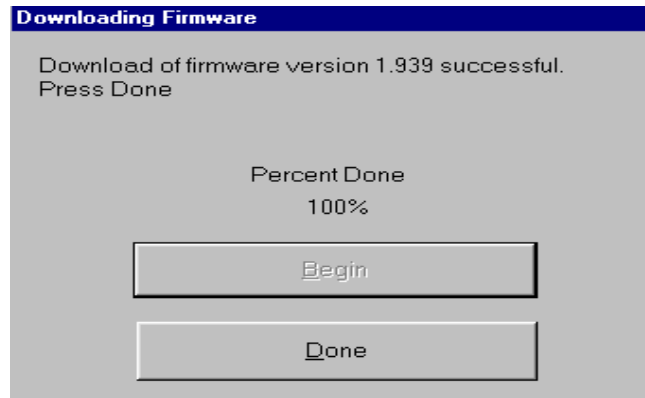 Downloading Firmware
Download of firmware version 1.939 successful.
Press Done
Percent Done
100%
Begin
Done